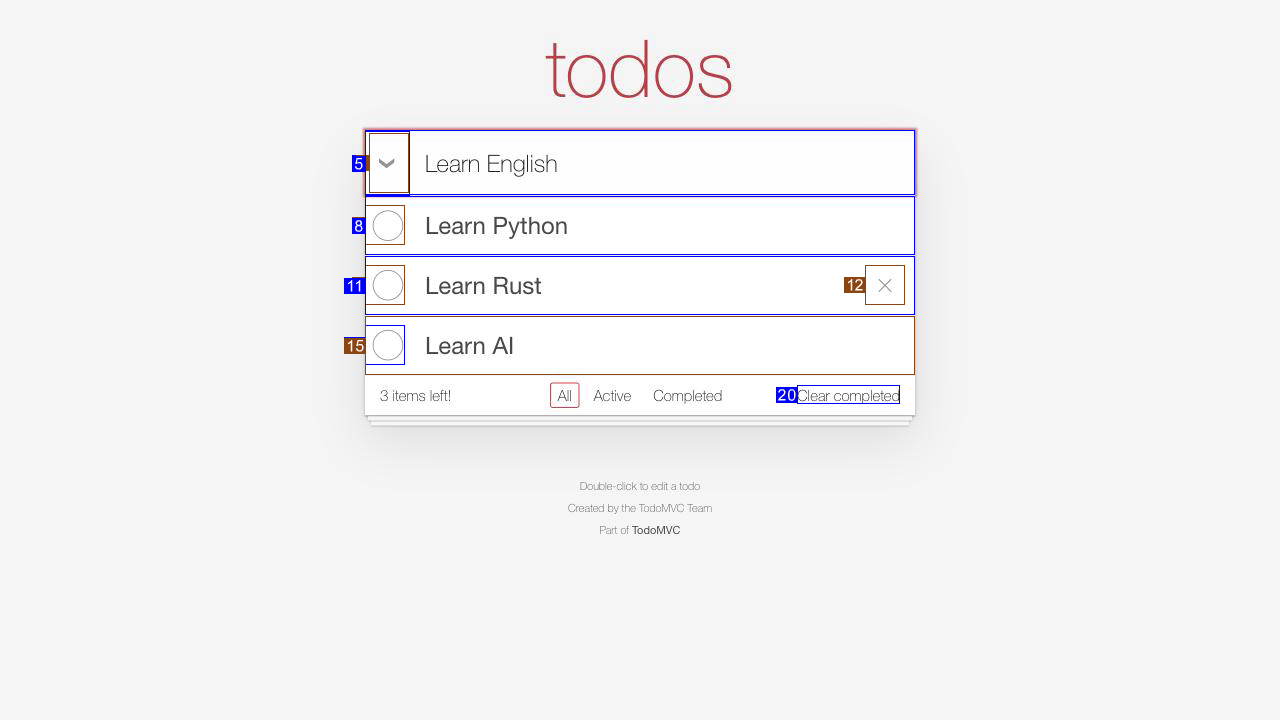 todos
5
Learn English
8
Learn Python
11
Learn Rust
12
15
Learn AI
3 items left!
All
Active
Completed
20
Clear completed
Double-click to edit a todo
Created by the TodoMVC Team
Part of TodoMVC